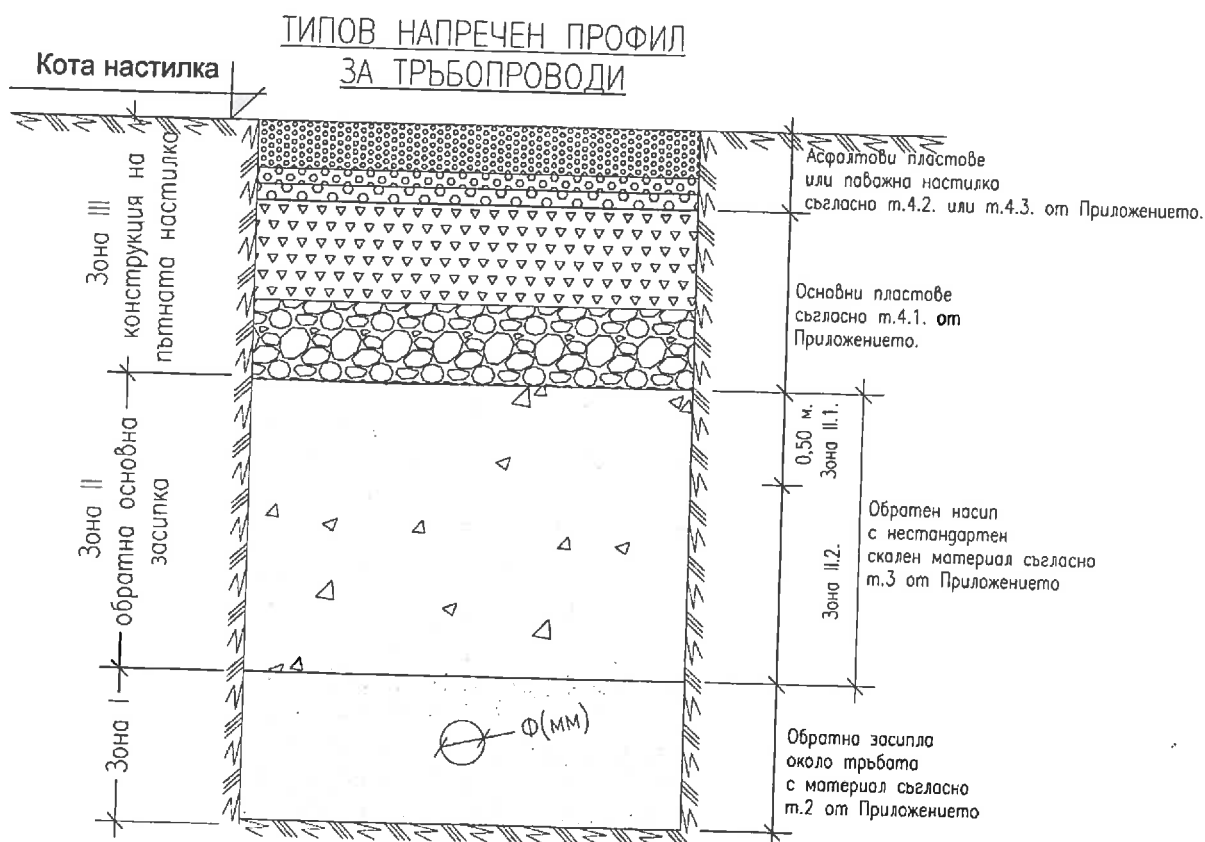 ТИПОВ НАПРЕЧЕН ПРОФИЛ
ЗА ТРЪБОПРОВОДИ
Кота настилка
Зона III
конструкция на
пътната настилка
Асфалтови пластове
или паважна настилка
съгласно т.4.2. или т.4.3. от Приложението.
Основни пластове
съгласно т.4.1. от
Приложението.
Зона II
обратна основна
засипка
0,50 м.
Зона II.1.
Зона II.2.
Обратен насип
с нестандартен
скален материал съгласно
т.3 от Приложението
Зона I
Ф(мм)
Обратна засипла
около тръбата
с материал съгласно
т.2 от Приложението